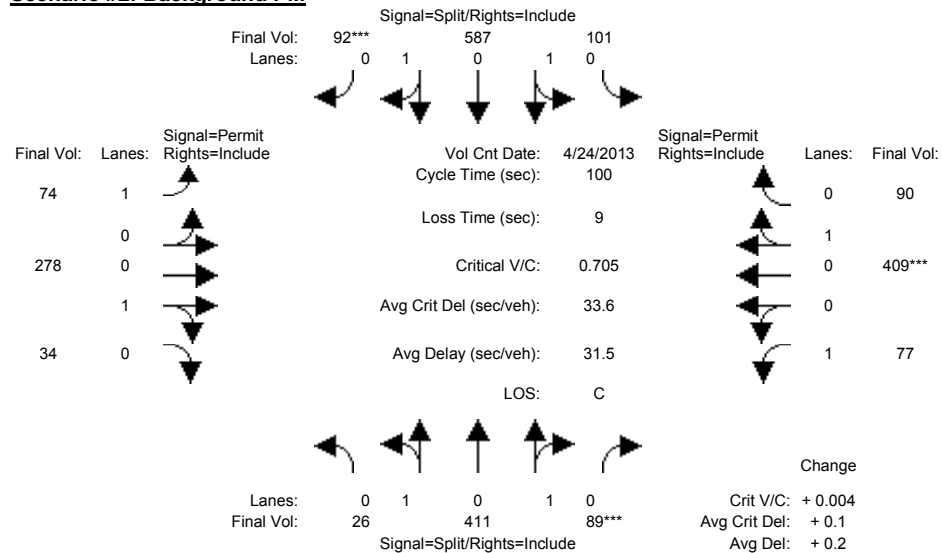 Scenario #2: Background PM
Signal=Split/Rights=Include
Final Vol: 92*** 587 101
Lanes: 0 1 0 1 0
Signal=Permit
Final Vol: Lanes: Rights=Include
Vol Cnt Date: 4/24/2013
Signal=Permit
Rights=Include Lanes: Final Vol:
Cycle Time (sec): 100
74 1
0 90
Loss Time (sec): 9
0
1
278 0
Critical V/C: 0.705
0 409***
1
Avg Crit Del (sec/veh): 33.6
0
34 0
Avg Delay (sec/veh): 31.5
1 77
LOS: C
Change
Lanes: 0 1 0 1 0
Crit V/C: + 0.004
Final Vol: 26 411 89***
Avg Crit Del: + 0.1
Signal=Split/Rights=Include
Avg Del: + 0.2